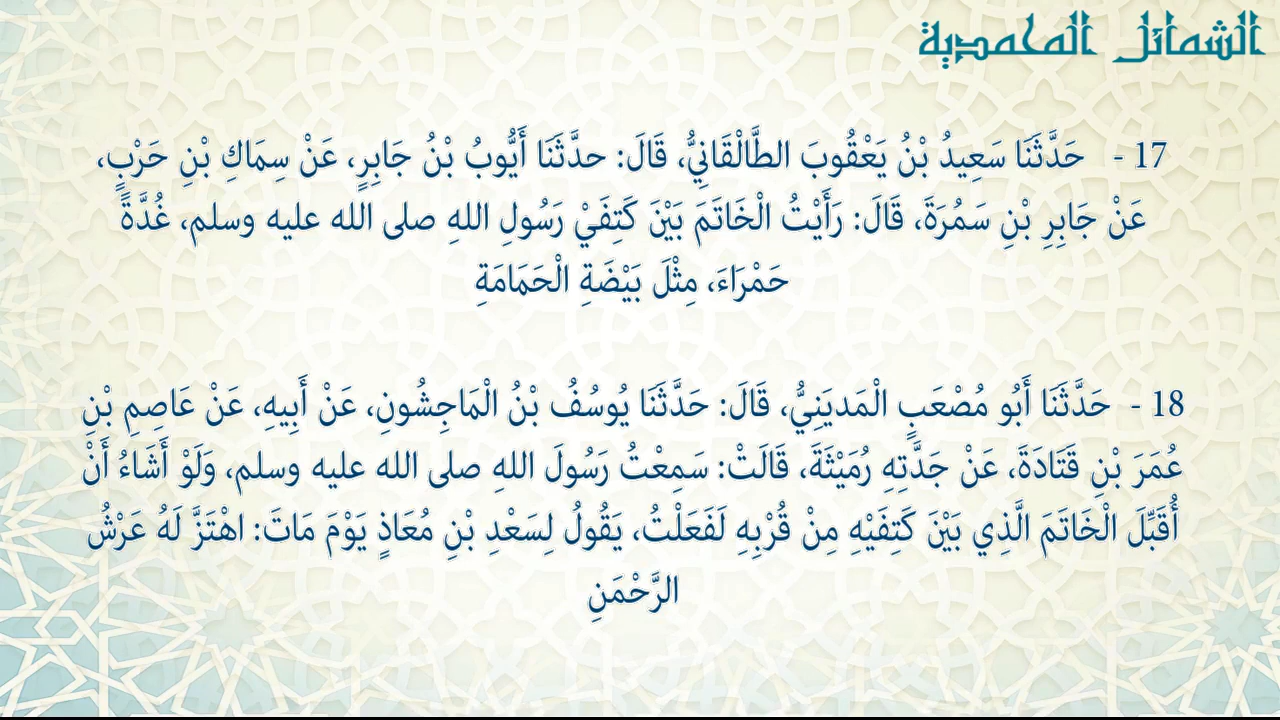 الشمائل المحمدية
17 - حَدَّثَنَا سَعِيدُ بْنُ يَعْقُوبَ الطَّالْقَانِيُّ، قَالَ: حدَّثَنَا أَيُّوبُ بْنُ جَابِرٍ، عَنْ سِمَاكِ بْنِ حَرْبٍ،
عَنْ جَابِرِ بْنِ سَمُرَةَ، قَالَ: رَأَيْتُ الْخَاتَمَ بَيْنَ كَتِفَيْ رَسُولِ اللهِ صلى الله عليه وسلم، غُدَّةً
حَمْرَاءَ، مِثْلَ بَيْضَةِ الْحَمَامَةِ
18 - حَدَّثَنَا أَبُو مُصْعَبٍ الْمَديَنِيُّ، قَالَ: حَدَّثَنَا يُوسُفُ بْنُ الْمَاجِشُونِ، عَنْ أَبِيهِ، عَنْ عَاصِمِ بْنِ
عُمَرَ بْنِ قَتَادَةَ، عَنْ جَدَّتِهِ رُمَيْثَةَ، قَالَتْ: سَمِعْتُ رَسُولَ اللهِ صلى الله عليه وسلم، وَلَوْ أَشَاءُ أَنْ
أُقَبِّلَ الْخَاتَمَ الَّذِي بَيْنَ كَتِفَيْهِ مِنْ قُرْبِهِ لَفَعَلْتُ، يَقُولُ لِسَعْدِ بْنِ مُعَاذٍ يَوْمَ مَاتَ: اهْتَزَّ لَهُ عَرْشُ
الرَّحْمَنِ